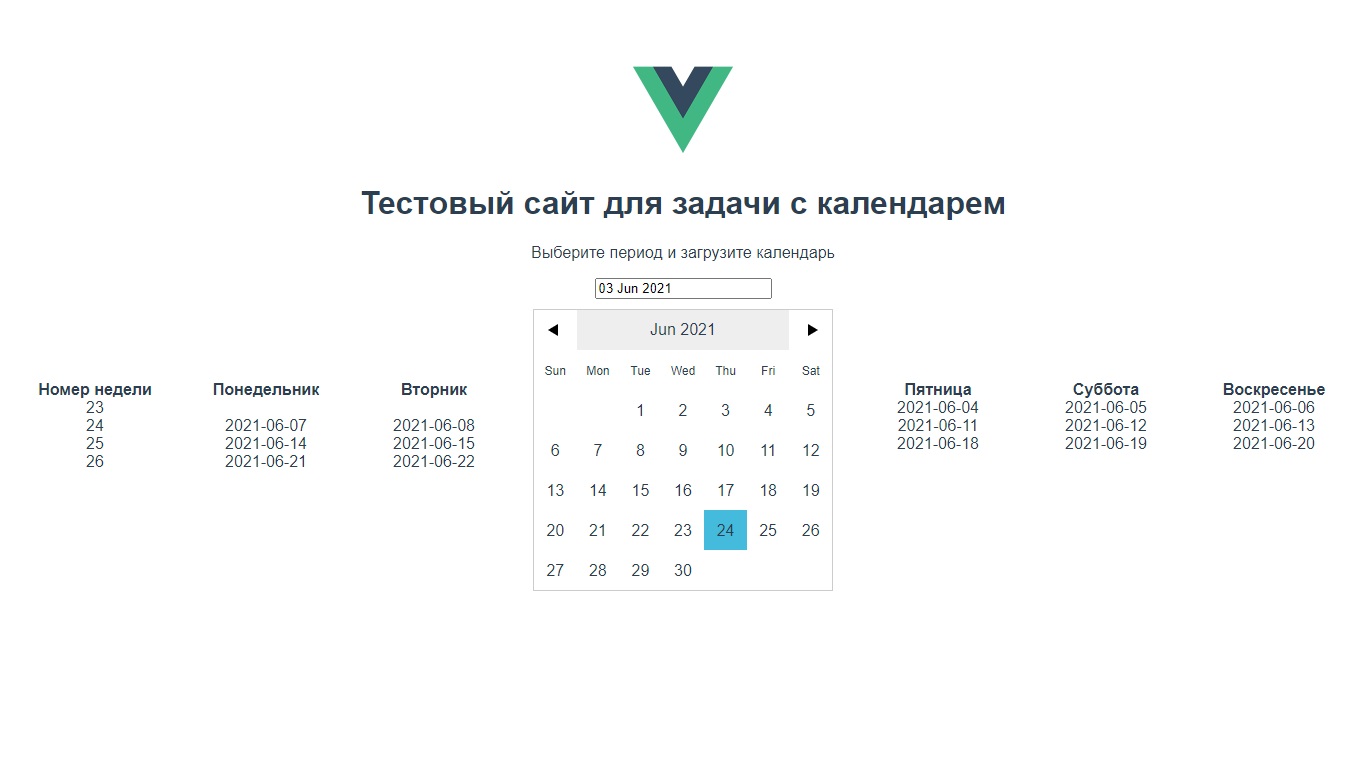 Тестовый сайт для задачи с календарем
Выберите период и загрузите календарь
03 Jun 2021
Jun 2021
Sun Mon Tue Wed Thu Fri Sat
1 2 3 4 5
6 7 8 9 10 11 12
13 14 15 16 17 18 19
20 21 22 23 24 25 26
27 28 29 30
Номер недели Понедельник Вторник Пятница Суббота Воскресенье
23 2021-06-04 2021-06-05 2021-06-06
24 2021-06-07 2021-06-08 2021-06-11 2021-06-12 2021-06-13
25 2021-06-14 2021-06-15 2021-06-18 2021-06-19 2021-06-20
26 2021-06-21 2021-06-22